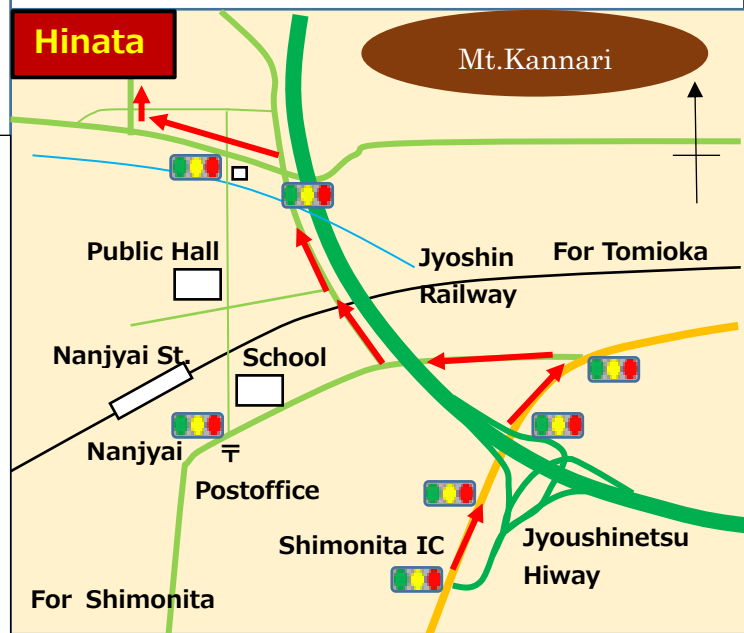 Hinata
Mt.Kannari
Public Hall
Jyoshin
Railway
For Tomioka
Nanjyai St.
School
Nanjyai
〒
Postoffice
Shimonita IC
Jyoushinetsu
Hiway
For Shimonita